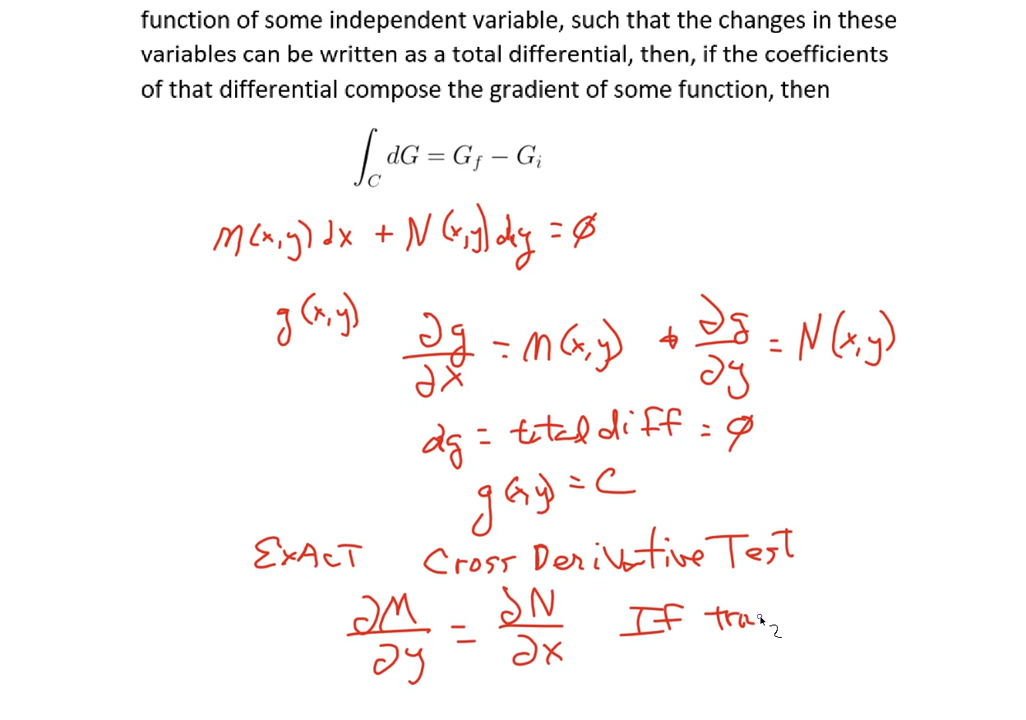 function of some independent variable, such that the changes in these
variables can be written as a total differential, then, if the coefficients
of that differential compose the gradient of some function, then
∫_C dG = G_f − G_i
M(x,y) dx + N(x,y) dy = ∅
g(x,y) ∂g/∂x = M(x,y) + ∂g/∂y = N(x,y)
dg = total diff = ∅
g(x,y) = C
ExAcT Cross Derivative Test
∂M/∂y = ∂N/∂x If